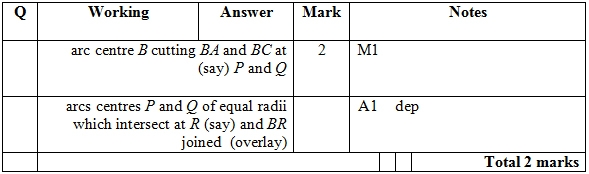 Q Working Answer Mark Notes
arc centre B cutting BA and BC at 2 M1
(say) P and Q
arcs centres P and Q of equal radii A1 dep
which intersect at R (say) and BR
joined (overlay)
Total 2 marks